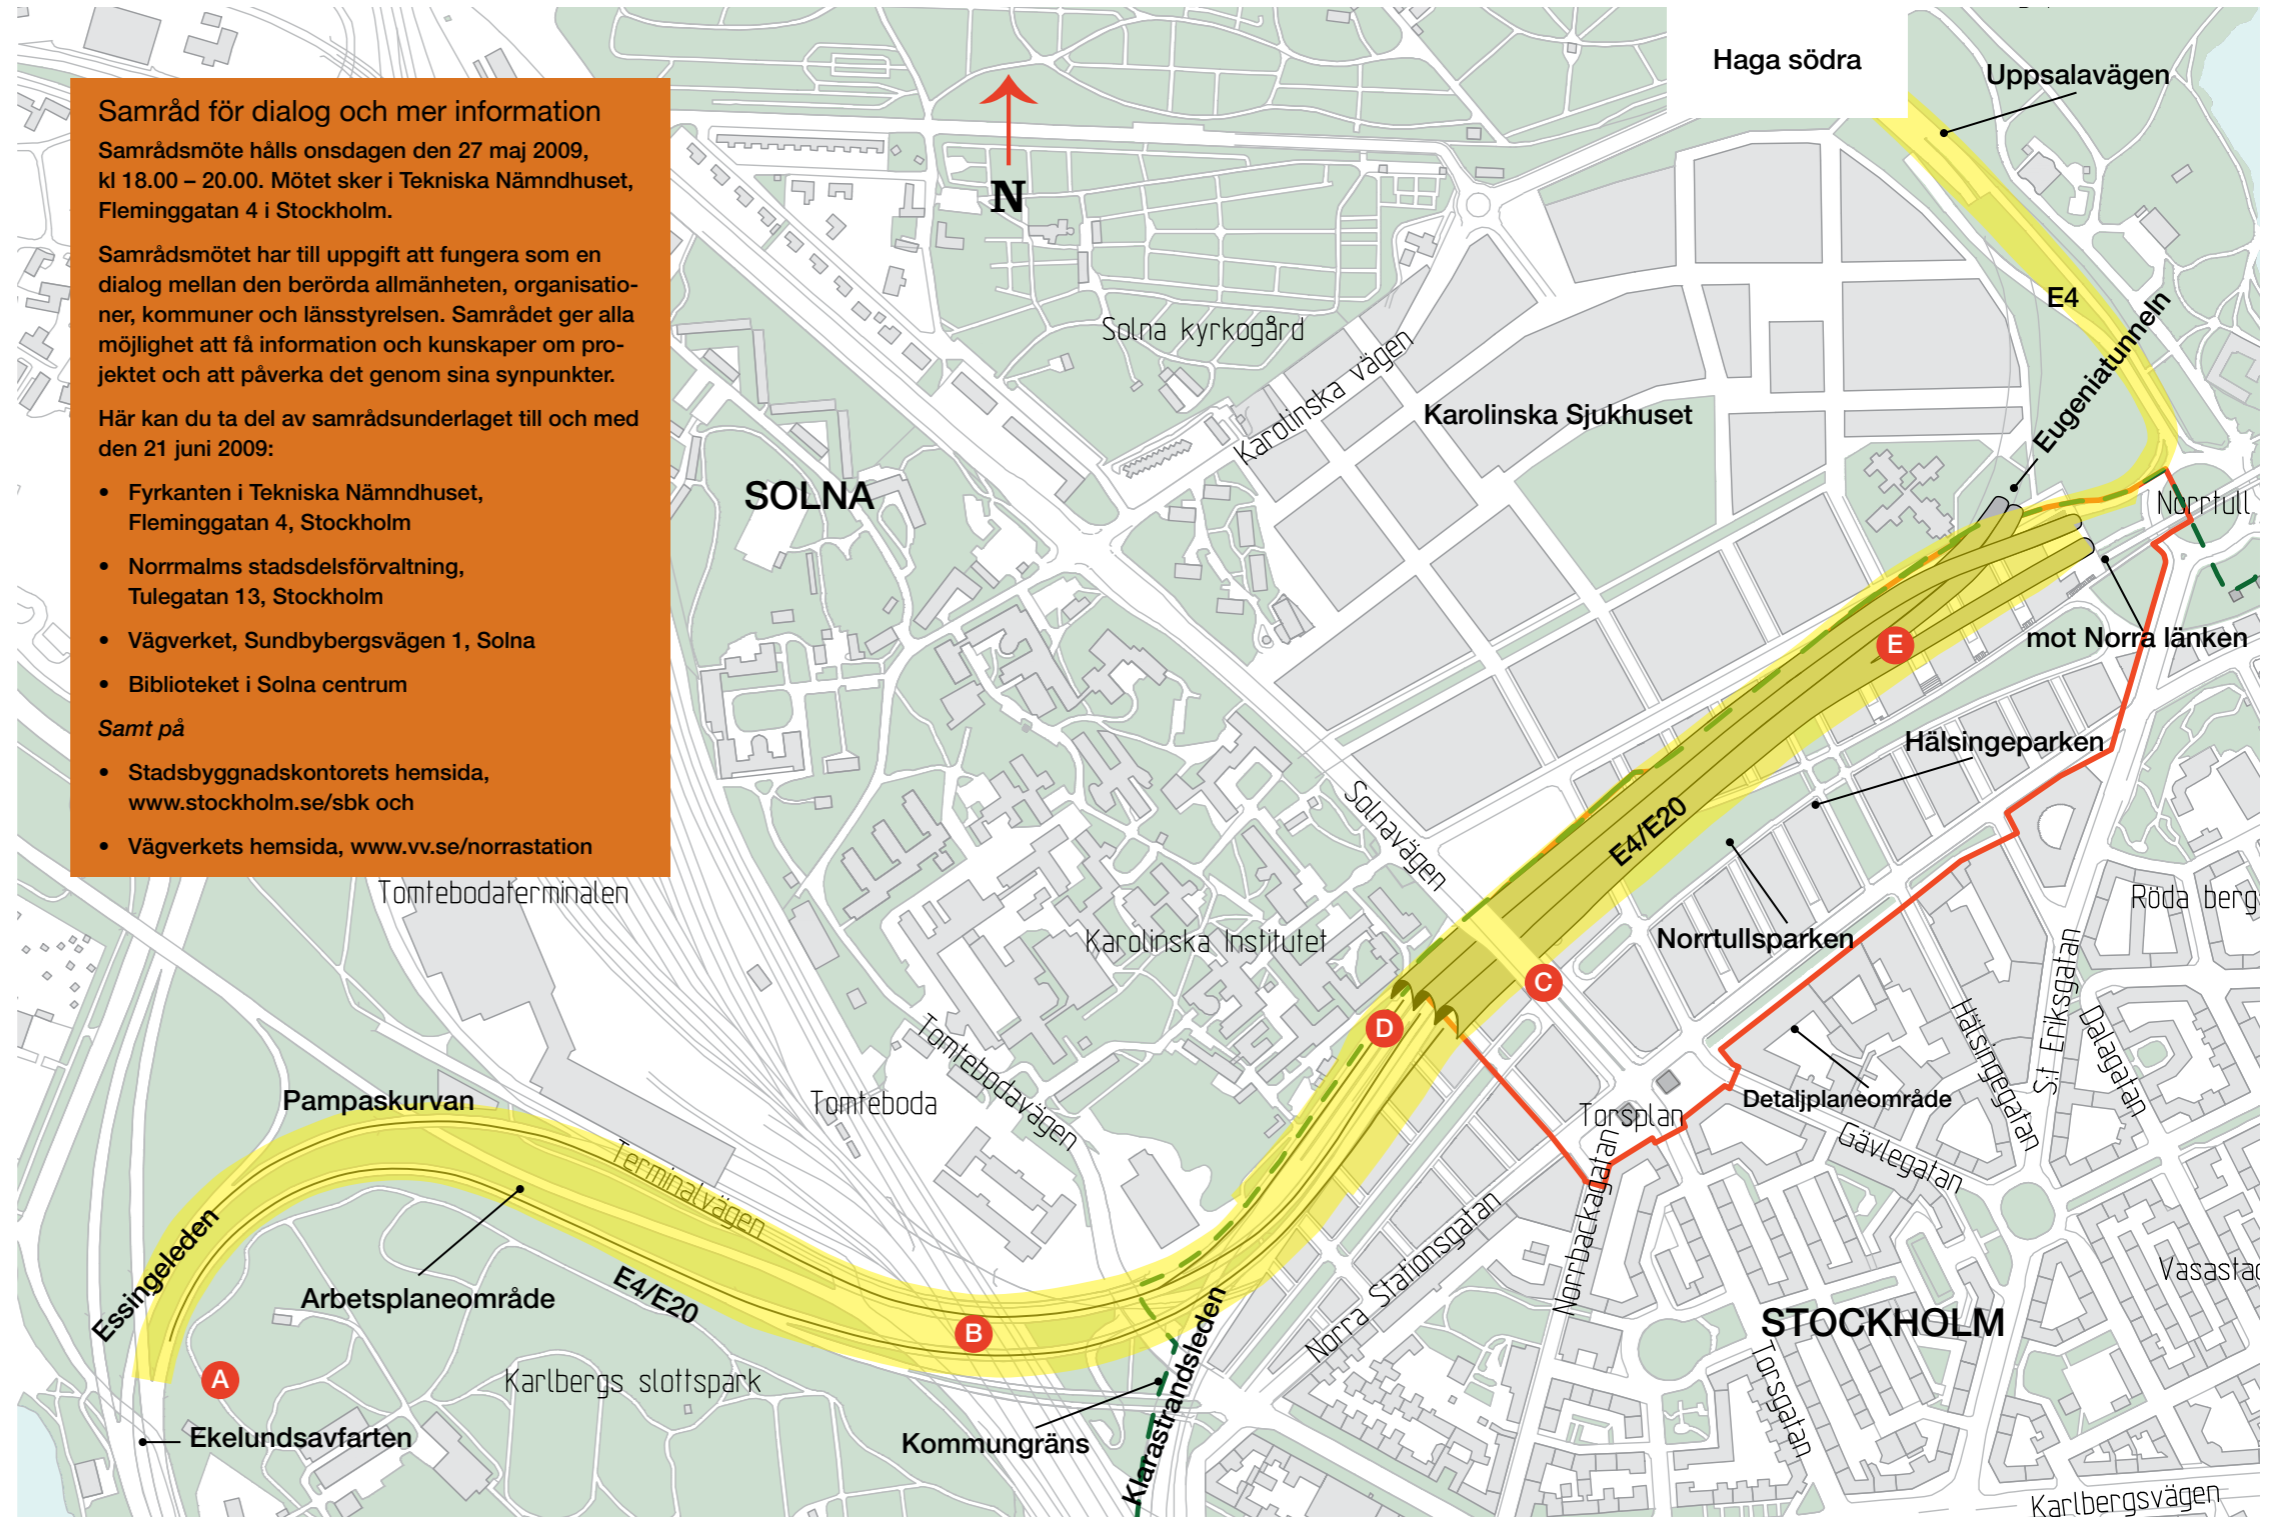 Samråd för dialog och mer information
Samrådsmöte hålls onsdagen den 27 maj 2009,
kl 18.00 – 20.00. Mötet sker i Tekniska Nämndhuset,
Fleminggatan 4 i Stockholm.
Samrådsmötet har till uppgift att fungera som en
dialog mellan den berörda allmänheten, organisatio-
ner, kommuner och länsstyrelsen. Samrådet ger alla
möjlighet att få information och kunskaper om pro-
jektet och att påverka det genom sina synpunkter.
Här kan du ta del av samrådsunderlaget till och med
den 21 juni 2009:
• Fyrkanten i Tekniska Nämndhuset,
Fleminggatan 4, Stockholm
• Norrmalms stadsdelsförvaltning,
Tulegatan 13, Stockholm
• Vägverket, Sundbybergsvägen 1, Solna
• Biblioteket i Solna centrum
Samt på
• Stadsbyggnadskontorets hemsida,
www.stockholm.se/sbk och
• Vägverkets hemsida, www.vv.se/norrastation
N
Haga södra
Uppsalavägen
E4
Eugeniatunneln
Solna kyrkogård
Karolinska vägen
Karolinska Sjukhuset
SOLNA
Norrtull
E
mot Norra länken
Hälsingeparken
Solnavägen
E4/E20
Tomtebodaterminalen
Röda berg
Karolinska Institutet
Norrtullsparken
C
D
S:t Eriksgatan
Dalagatan
Hälsingegatan
Tomtebodavägen
Pampaskurvan
Tomteboda
Torsplan
Detaljplaneområde
Gävlegatan
Terminalvägen
Norrbackagatan
Essingeleden
Arbetsplaneområde
E4/E20
Norra Stationsgatan
Vasastad
B
STOCKHOLM
A
Karlbergs slottspark
Klarastrandsleden
Torsgatan
Ekelundsavfarten
Kommungräns
Karlbergsvägen